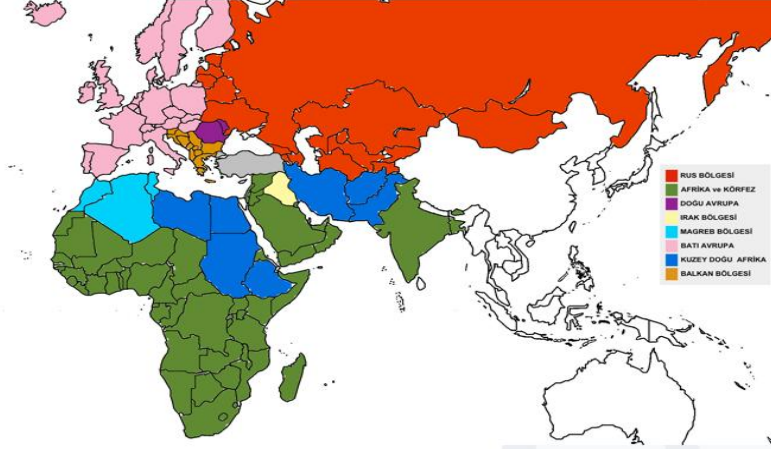 RUS BÖLGESİ
AFRİKA ve KÖRFEZ
DOĞU AVRUPA
IRAK BÖLGESİ
MAGREB BÖLGESİ
BATI AVRUPA
KUZEY DOĞU AFRİKA
BALKAN BÖLGESİ